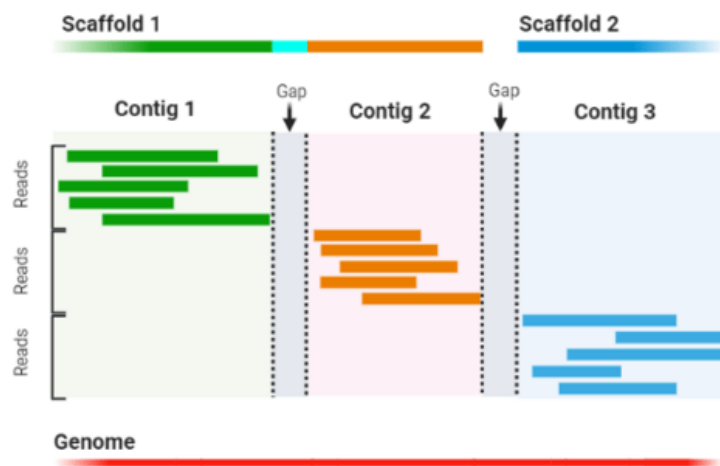 Scaffold 1
Scaffold 2
Gap
Gap
Contig 1
Contig 2
Contig 3
Reads
Reads
Reads
Genome